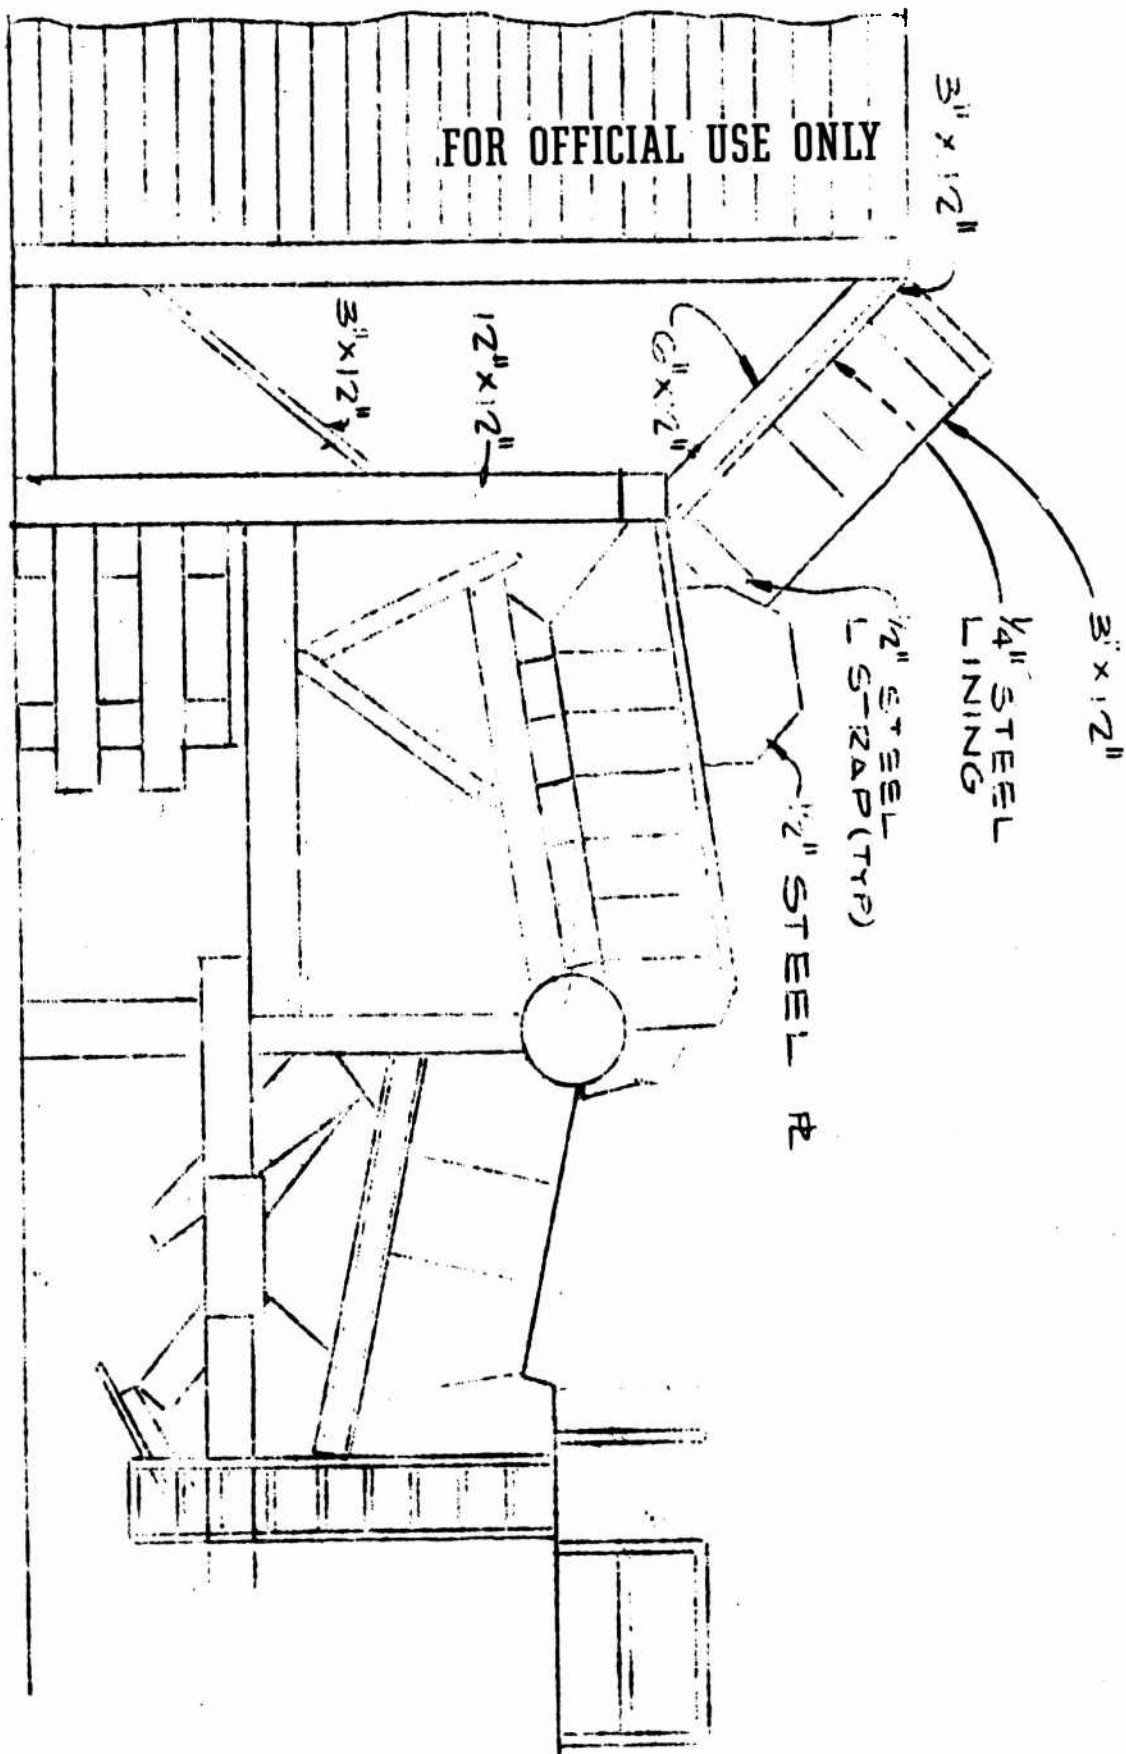 FOR OFFICIAL USE ONLY
3" x 12"
3" x 12"
1/4" STEEL
LINING
1/2" STEEL
L STRAP (TYP)
1/2" STEEL PL
6" x 12"
12" x 12"
3" x 12"